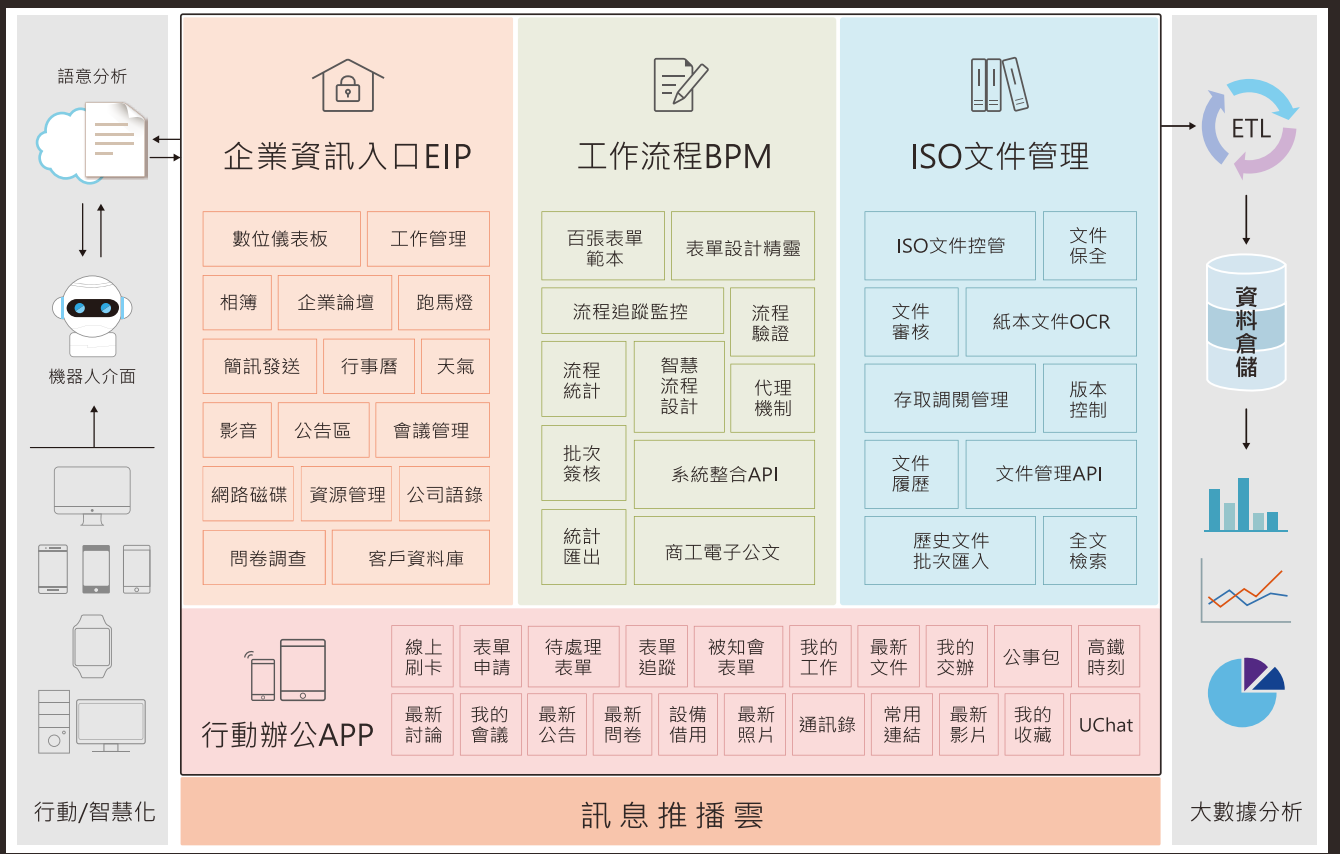 語意分析
機器人介面
行動/智慧化
企業資訊入口EIP
數位儀表板
工作管理
相簿
企業論壇
跑馬燈
簡訊發送
行事曆
天氣
影音
公告區
會議管理
網路磁碟
資源管理
公司語錄
問卷調查
客戶資料庫
工作流程BPM
百張表單
範本
表單設計精靈
流程追蹤監控
流程
驗證
流程
統計
智慧
流程
設計
代理
機制
批次
簽核
系統整合API
統計
匯出
商工電子公文
ISO文件管理
ISO文件控管
文件
保全
文件
審核
紙本文件OCR
存取調閱管理
版本
控制
文件
履歷
文件管理API
歷史文件
批次匯入
全文
檢索
行動辦公APP
線上
刷卡
表單
申請
待處理
表單
表單
追蹤
被知會
表單
我的
工作
最新
文件
我的
交辦
公事包
高鐵
時刻
最新
討論
我的
會議
最新
公告
最新
問卷
設備
借用
最新
照片
通訊錄
常用
連結
最新
影片
我的
收藏
UChat
訊息推播雲
ETL
資
料
倉
儲
大數據分析